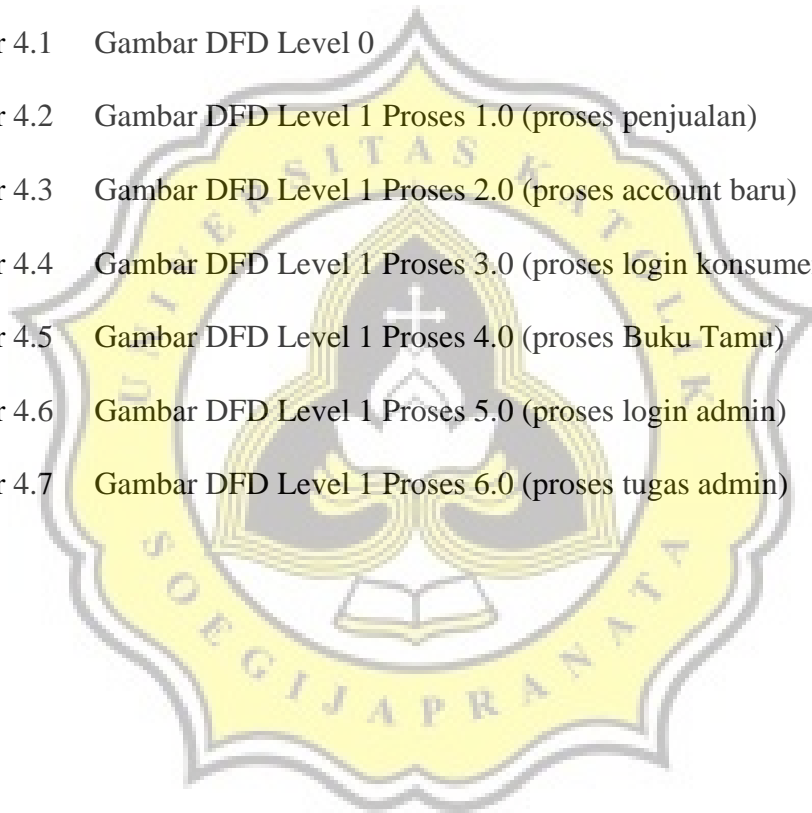 r 4.1 Gambar DFD Level 0
r 4.2 Gambar DFD Level 1 Proses 1.0 (proses penjualan)
r 4.3 Gambar DFD Level 1 Proses 2.0 (proses account baru)
r 4.4 Gambar DFD Level 1 Proses 3.0 (proses login konsume
r 4.5 Gambar DFD Level 1 Proses 4.0 (proses Buku Tamu)
r 4.6 Gambar DFD Level 1 Proses 5.0 (proses login admin)
r 4.7 Gambar DFD Level 1 Proses 6.0 (proses tugas admin)
UNIVERSITAS KATOLIK
SOEGIJAPRANATA